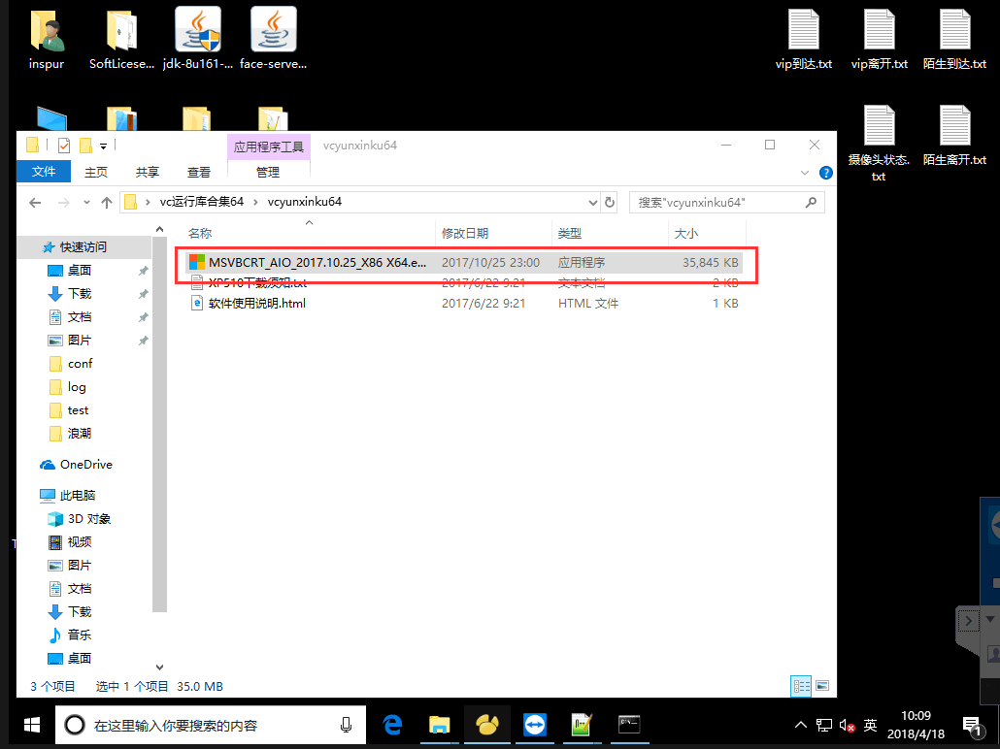 inspur
SoftLicese...
jdk-8u161-...
face-serve...
vip到达.txt
vip离开.txt
陌生到达.txt
摄像头状态.
txt
陌生离开.txt
应用程序工具
vcyunxinku64
文件
主页
共享
查看
管理
vc运行库合集64
vcyunxinku64
搜索"vcyunxinku64"
名称
修改日期
类型
大小
MSVBCRT_AIO_2017.10.25_X86 X64.e...
2017/10/25 23:00
应用程序
35,845 KB
XP510下载须知.txt
2017/6/22 9:21
文本文档
2 KB
软件使用说明.html
2017/6/22 9:21
HTML 文件
1 KB
快速访问
桌面
下载
文档
图片
conf
log
test
浪潮
OneDrive
此电脑
3D 对象
视频
图片
文档
下载
音乐
桌面
3 个项目
选中 1 个项目
35.0 MB
在这里输入你要搜索的内容
英
10:09
2018/4/18
1